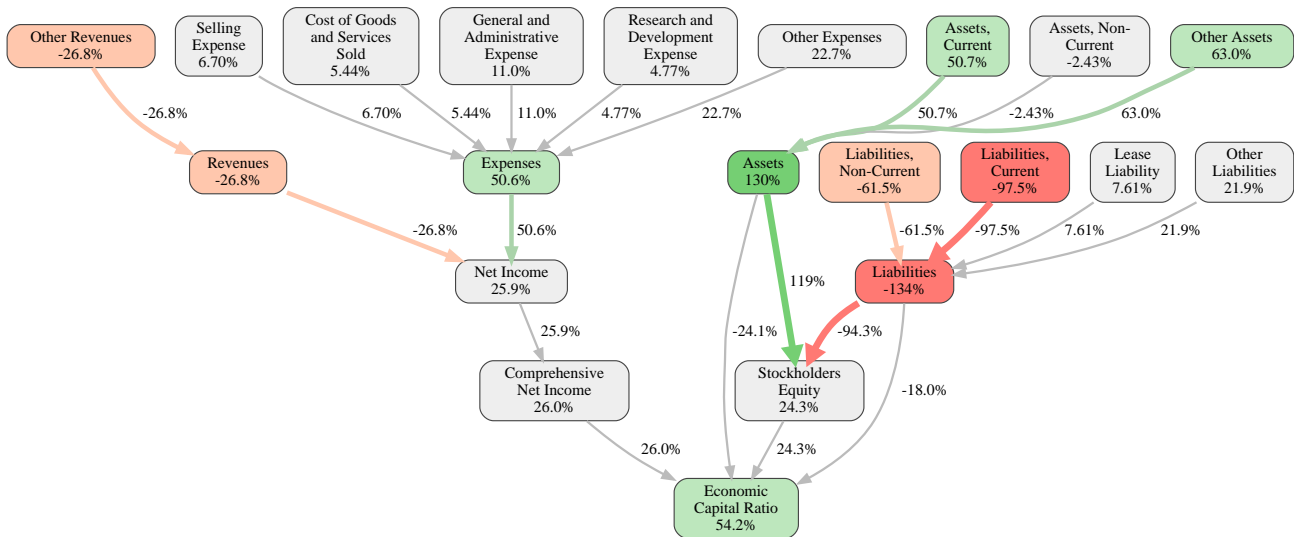 Other Revenues
-26.8%
Selling
Expense
6.70%
Cost of Goods
and Services
Sold
5.44%
General and
Administrative
Expense
11.0%
Research and
Development
Expense
4.77%
Other Expenses
22.7%
Assets,
Current
50.7%
Assets, Non-
Current
-2.43%
Other Assets
63.0%
-26.8%
6.70%
5.44%
11.0%
4.77%
22.7%
50.7%
-2.43%
63.0%
Revenues
-26.8%
Expenses
50.6%
Assets
130%
Liabilities,
Non-Current
-61.5%
Liabilities,
Current
-97.5%
Lease
Liability
7.61%
Other
Liabilities
21.9%
-26.8%
50.6%
-61.5%
-97.5%
7.61%
21.9%
Net Income
25.9%
119%
Liabilities
-134%
25.9%
-24.1%
-94.3%
Comprehensive
Net Income
26.0%
Stockholders
Equity
24.3%
-18.0%
26.0%
24.3%
Economic
Capital Ratio
54.2%